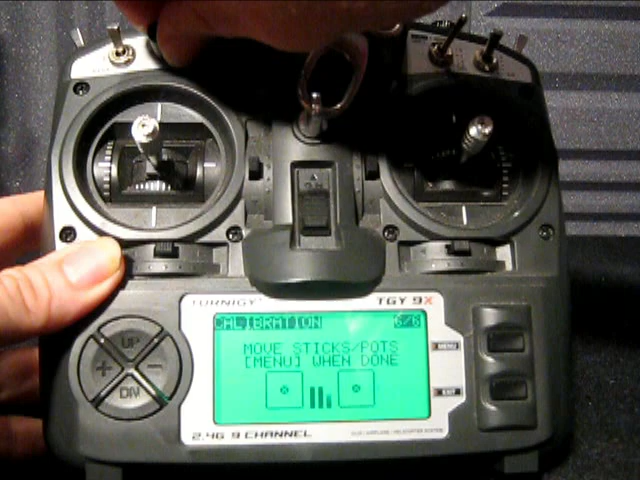 TURNIGY TGY 9X
CALIBRATION 6/6
MOVE STICKS/POTS
[MENU] WHEN DONE
UP
+ -
DN
MENU
EXIT
2.4G 9 CHANNEL